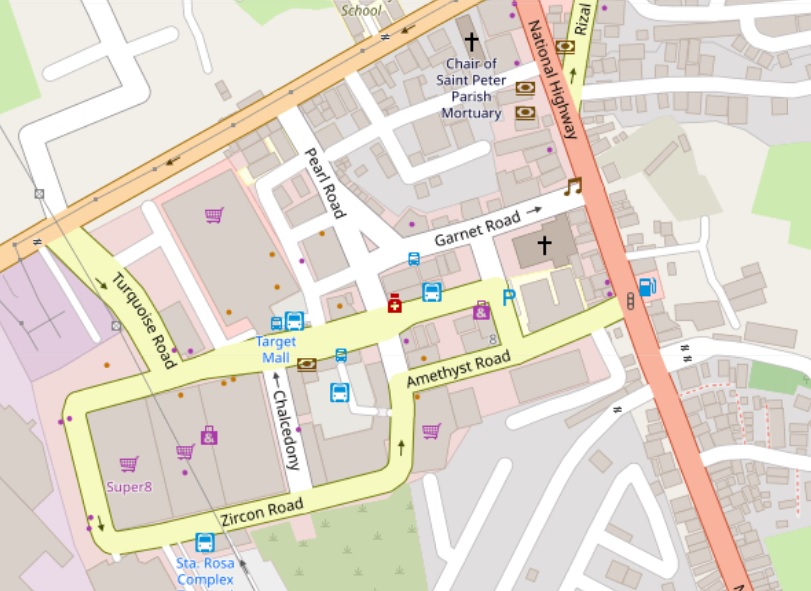 School
Rizal
National Highway
Chair of
Saint Peter
Parish
Mortuary
Pearl Road
Garnet Road
Turquoise Road
P
Target
Mall
8
Amethyst Road
Chalcedony
Super8
Zircon Road
Sta. Rosa
Complex
N